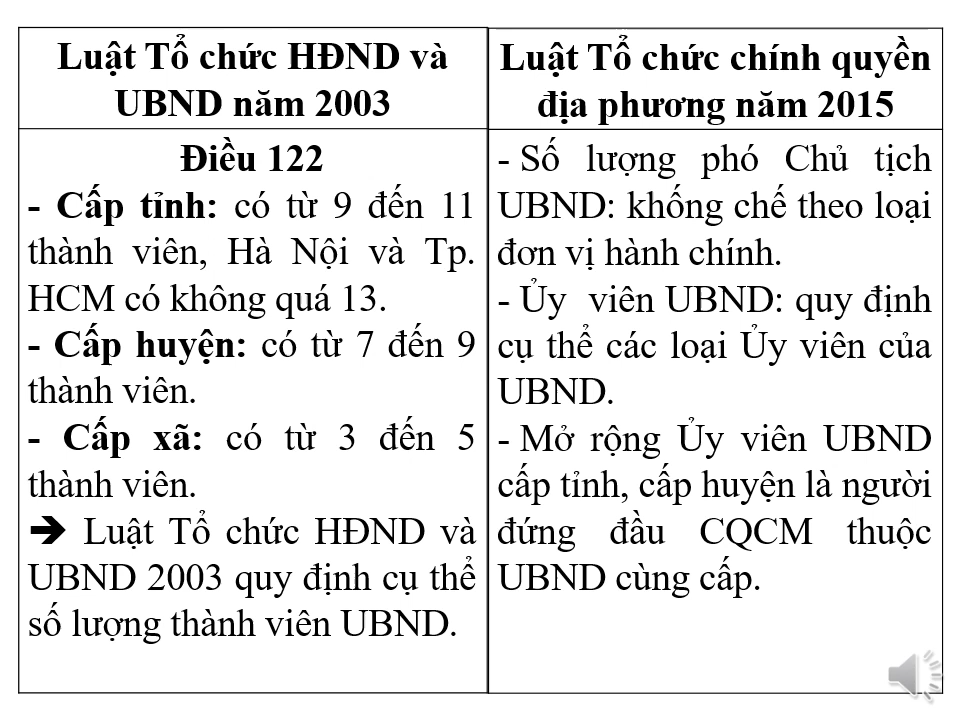 Luật Tổ chức HĐND và
UBND năm 2003
Điều 122
- Cấp tỉnh: có từ 9 đến 11
thành viên, Hà Nội và Tp.
HCM có không quá 13.
- Cấp huyện: có từ 7 đến 9
thành viên.
- Cấp xã: có từ 3 đến 5
thành viên.
➔ Luật Tổ chức HĐND và
UBND 2003 quy định cụ thể
số lượng thành viên UBND.
Luật Tổ chức chính quyền
địa phương năm 2015
- Số lượng phó Chủ tịch
UBND: khống chế theo loại
đơn vị hành chính.
- Ủy viên UBND: quy định
cụ thể các loại Ủy viên của
UBND.
- Mở rộng Ủy viên UBND
cấp tỉnh, cấp huyện là người
đứng đầu CQCM thuộc
UBND cùng cấp.